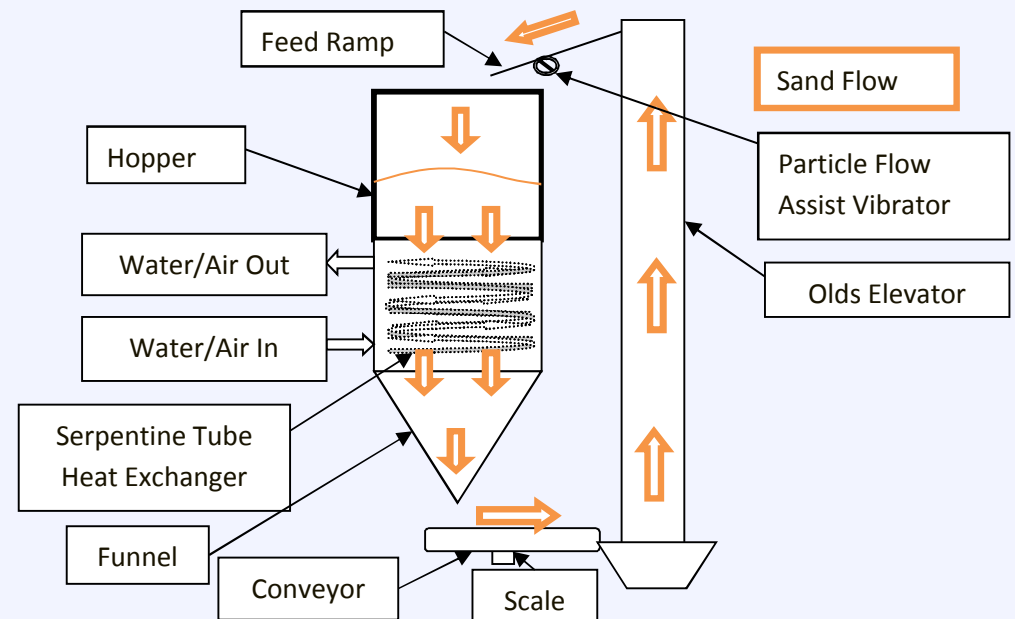 Feed Ramp
Sand Flow
Hopper
Particle Flow
Assist Vibrator
Water/Air Out
Olds Elevator
Water/Air In
Serpentine Tube
Heat Exchanger
Funnel
Conveyor
Scale